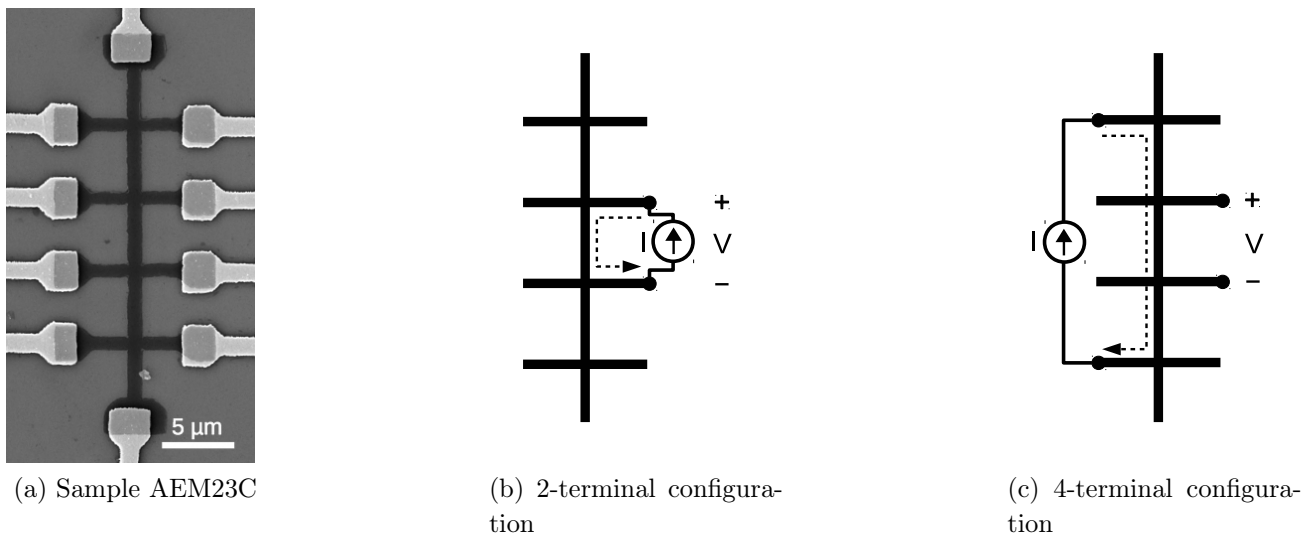 5 µm
I
+
V
−
I
+
V
−
(a) Sample AEM23C
(b) 2-terminal configura-
tion
(c) 4-terminal configura-
tion